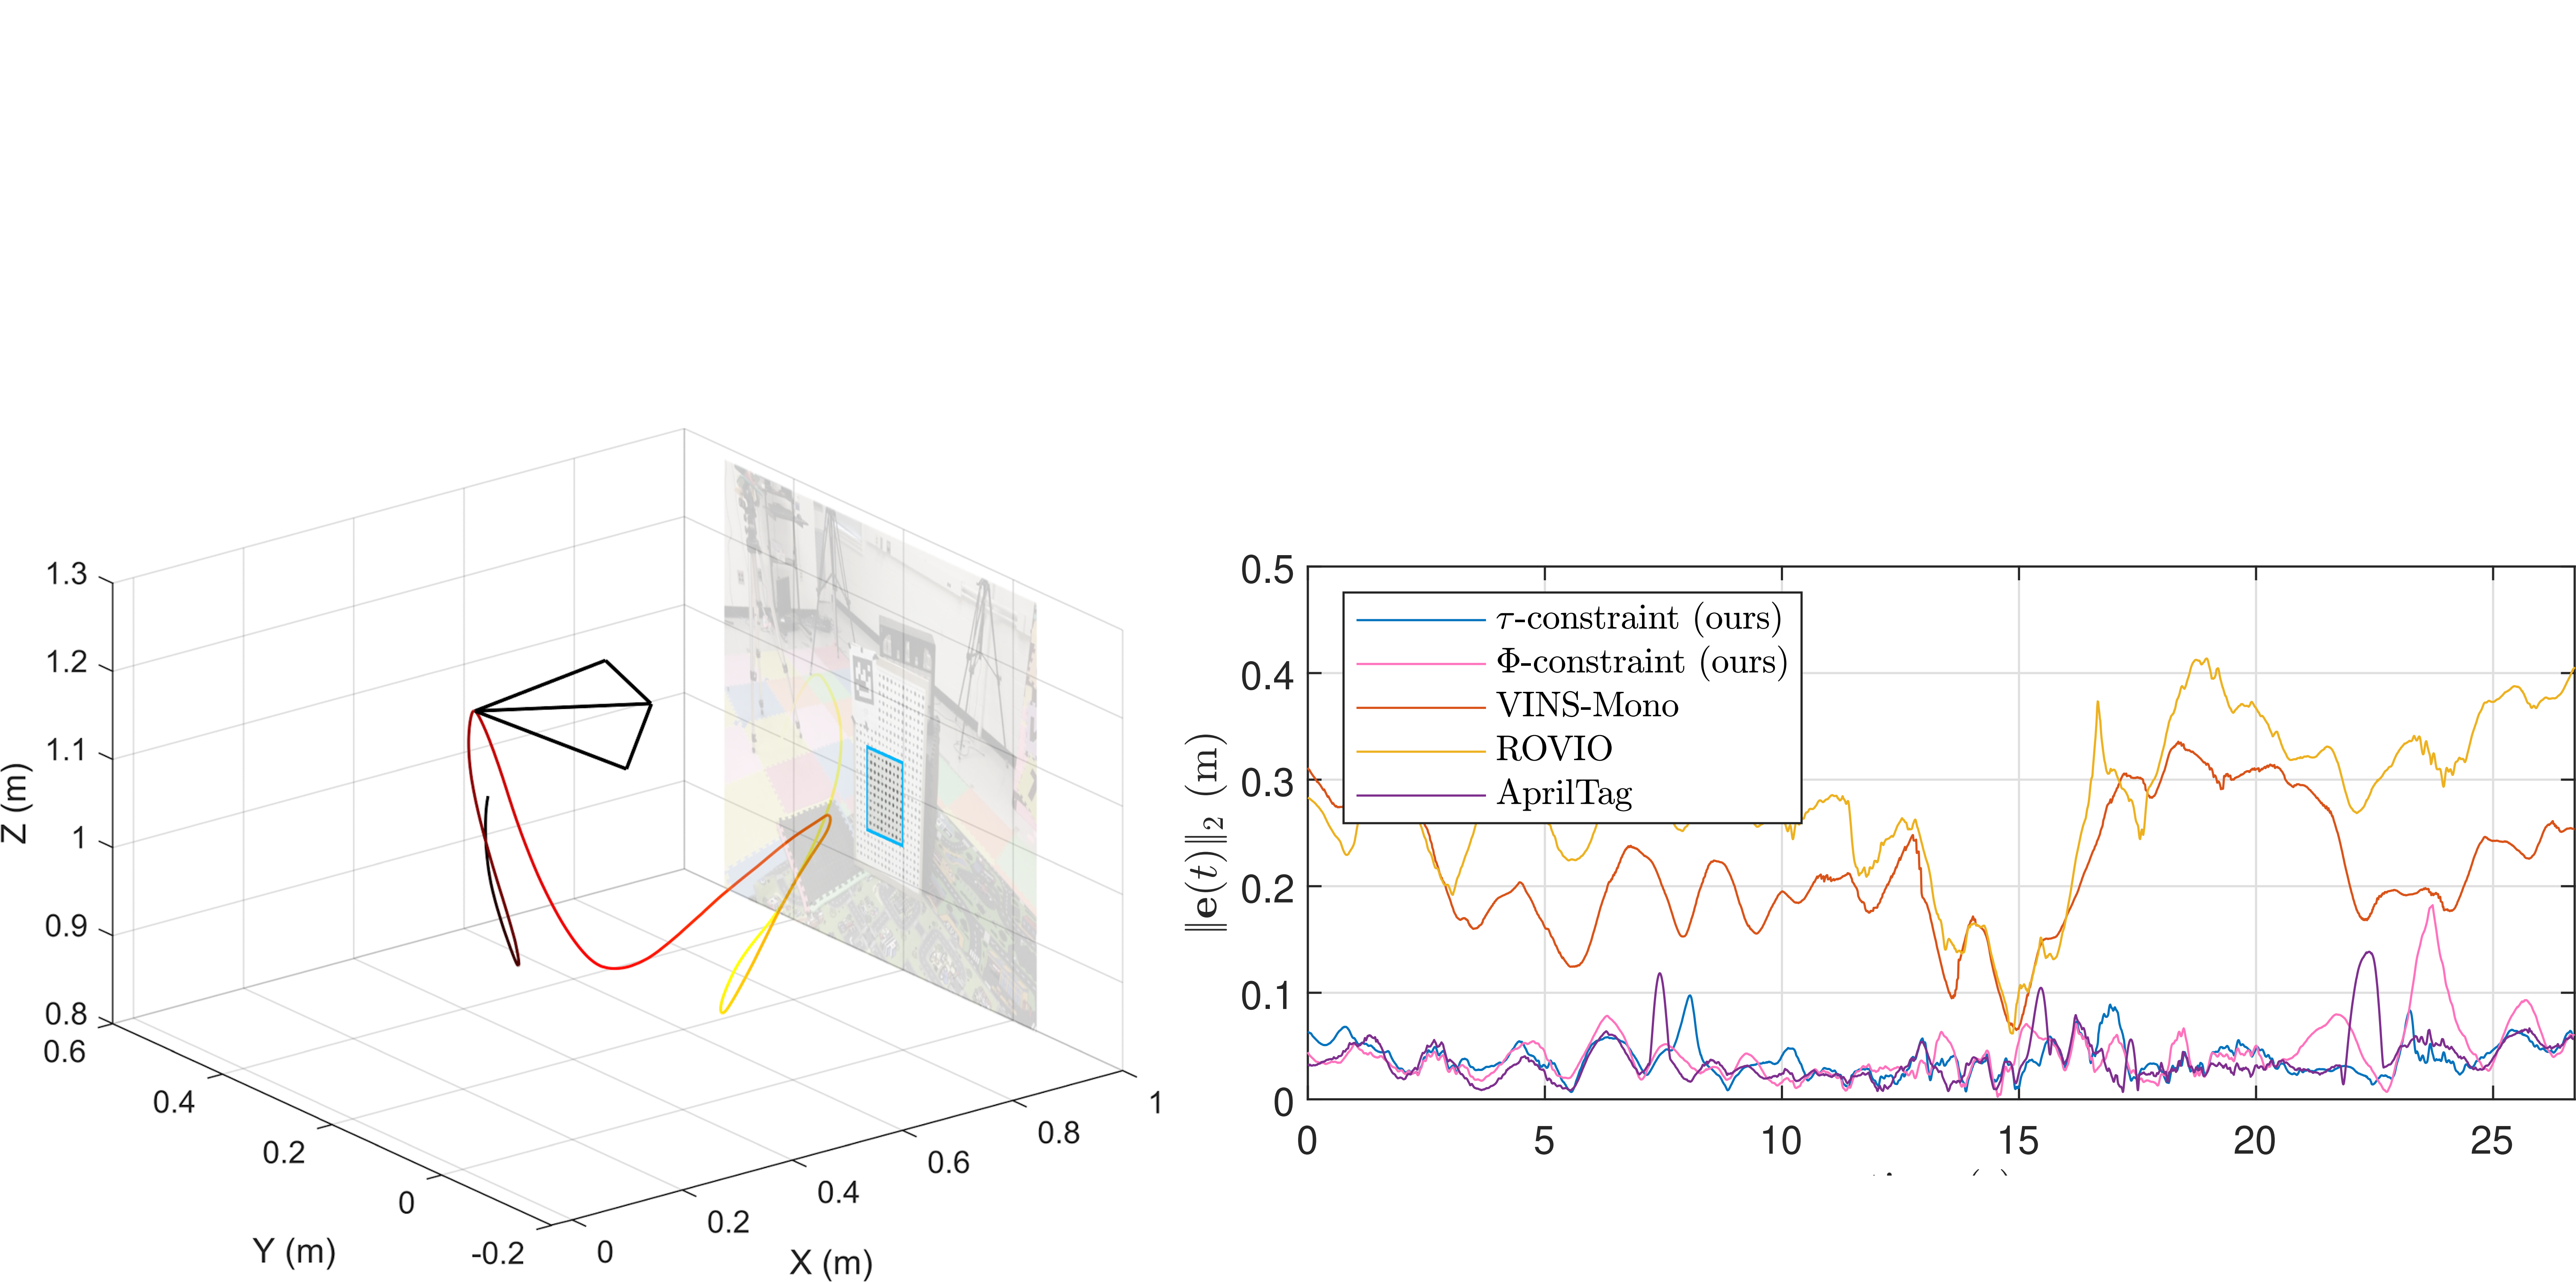 1.3
1.2
1.1
1
0.9
0.8
Z (m)
0.6
0.4
0.2
0
-0.2
Y (m)
0
0.2
0.4
0.6
0.8
1
X (m)
0.5
0.4
0.3
0.2
0.1
0
‖e(t)‖₂ (m)
τ-constraint (ours)
Φ-constraint (ours)
VINS-Mono
ROVIO
AprilTag
0 5 10 15 20 25